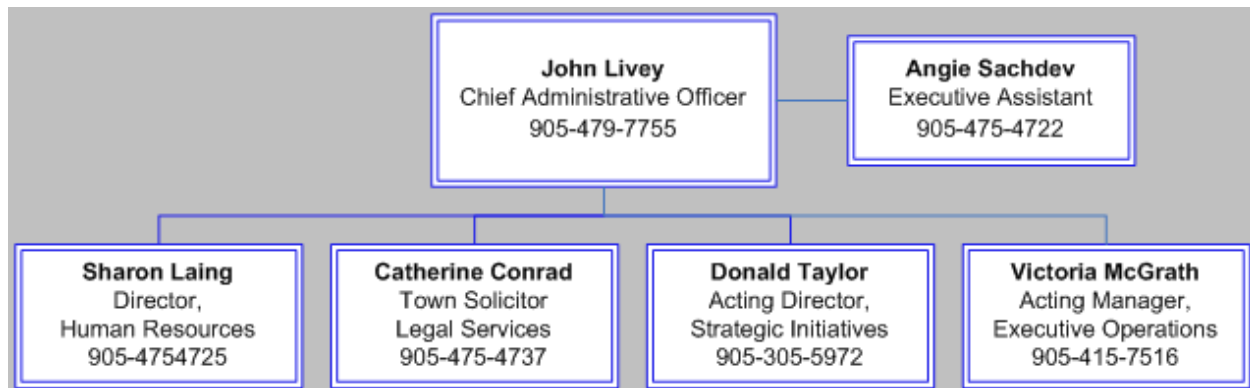 John Livey
Chief Administrative Officer
905-479-7755
Angie Sachdev
Executive Assistant
905-475-4722
Sharon Laing
Director,
Human Resources
905-4754725
Catherine Conrad
Town Solicitor
Legal Services
905-475-4737
Donald Taylor
Acting Director,
Strategic Initiatives
905-305-5972
Victoria McGrath
Acting Manager,
Executive Operations
905-415-7516